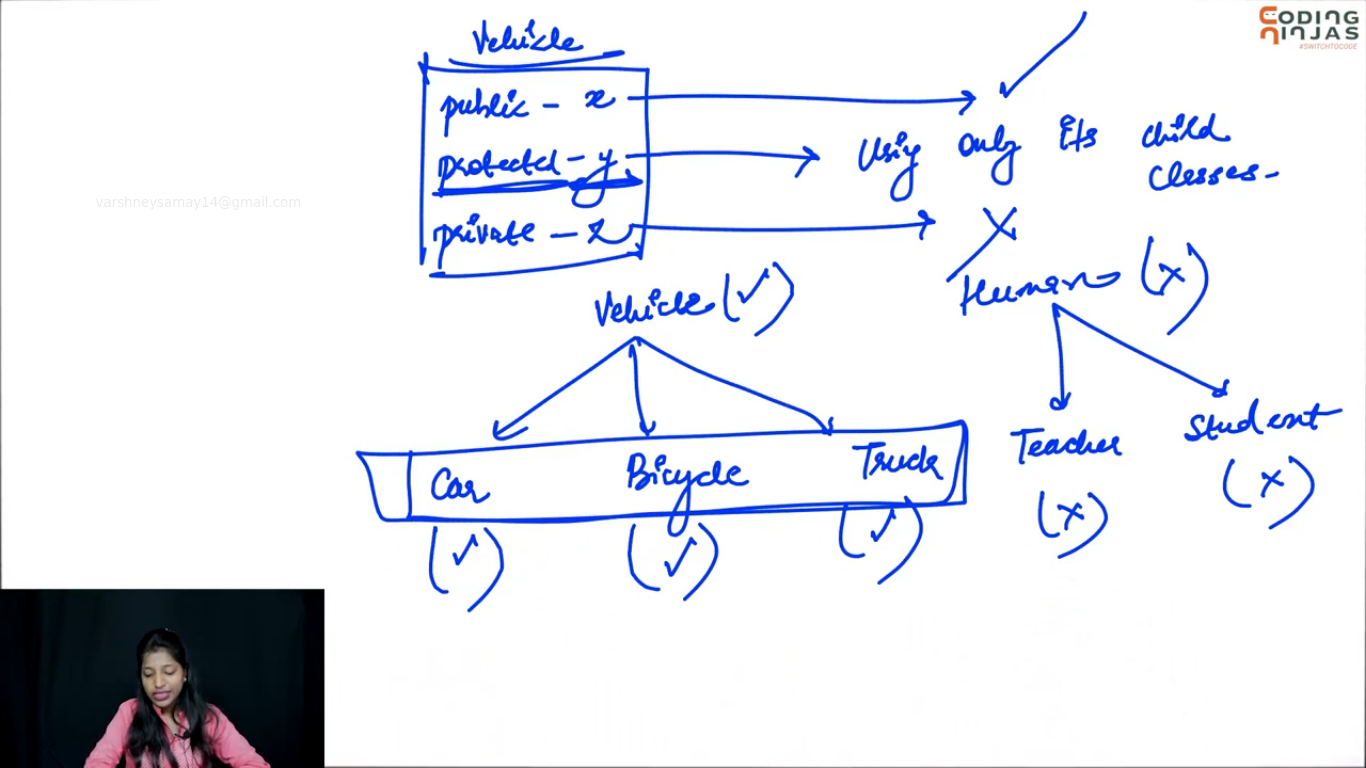 CODING
NINJAS
#SWITCHTOCODE
Vehicle
public - x
protected - y
Using only its child
classes-
private - z
varshneysamay14@gmail.com
Vehicle (✓)
Human (x)
Car
Bicycle
Truck
Teacher
Student
(✓)
(✓)
(✓)
(x)
(x)